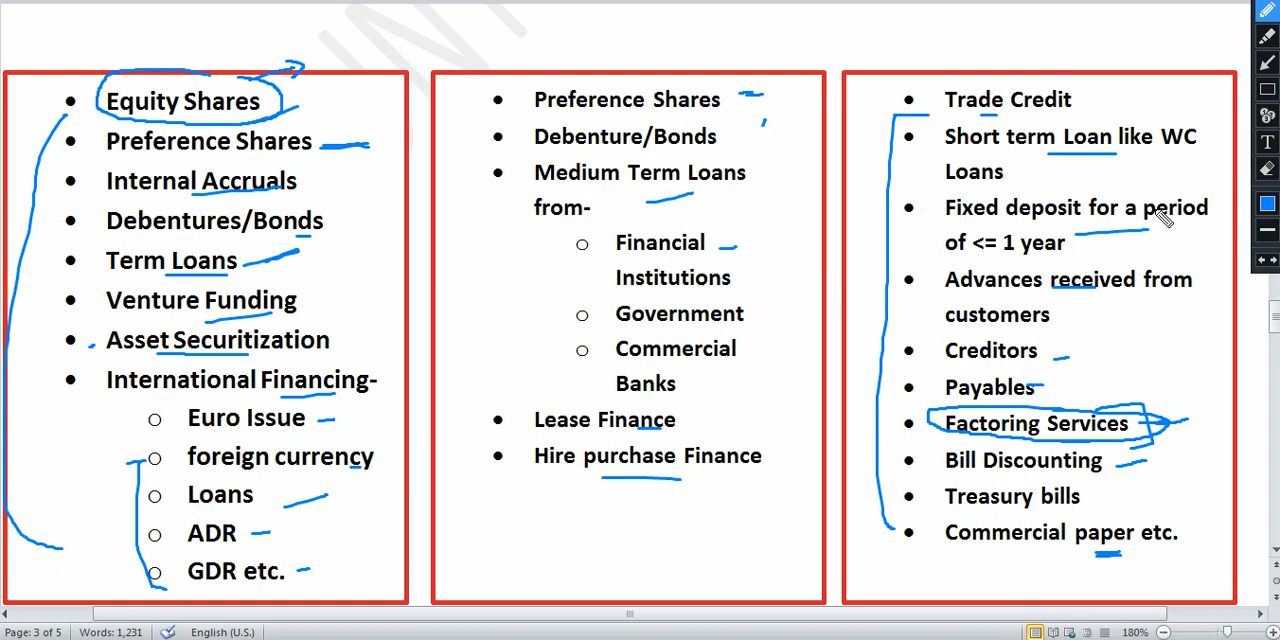 • Equity Shares
• Preference Shares
• Internal Accruals
• Debentures/Bonds
• Term Loans
• Venture Funding
• Asset Securitization
• International Financing-
o Euro Issue
o foreign currency
o Loans
o ADR
o GDR etc.
• Preference Shares
• Debenture/Bonds
• Medium Term Loans
from-
o Financial
Institutions
o Government
o Commercial
Banks
• Lease Finance
• Hire purchase Finance
• Trade Credit
• Short term Loan like WC
Loans
• Fixed deposit for a period
of <= 1 year
• Advances received from
customers
• Creditors
• Payables
• Factoring Services
• Bill Discounting
• Treasury bills
• Commercial paper etc.
Page: 3 of 5 Words: 1,231 English (U.S.) 180%